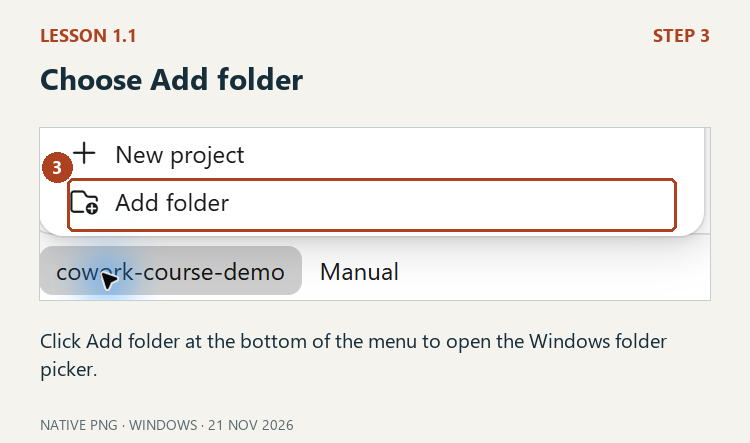 LESSON 1.1
STEP 3
Choose Add folder
New project
3
Add folder
cowork-course-demo
Manual
Click Add folder at the bottom of the menu to open the Windows folder
picker.
NATIVE PNG · WINDOWS · 21 NOV 2026